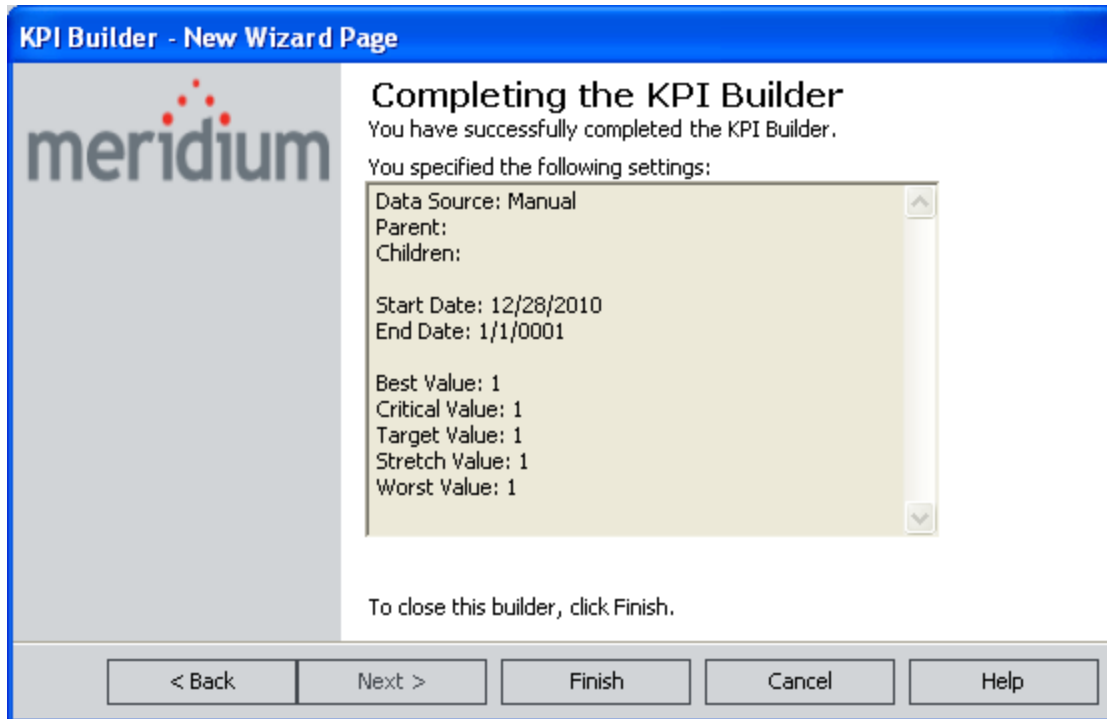 KPI Builder - New Wizard Page
meridium
Completing the KPI Builder
You have successfully completed the KPI Builder.
You specified the following settings:
Data Source: Manual
Parent:
Children:
Start Date: 12/28/2010
End Date: 1/1/0001
Best Value: 1
Critical Value: 1
Target Value: 1
Stretch Value: 1
Worst Value: 1
To close this builder, click Finish.
< Back
Next >
Finish
Cancel
Help